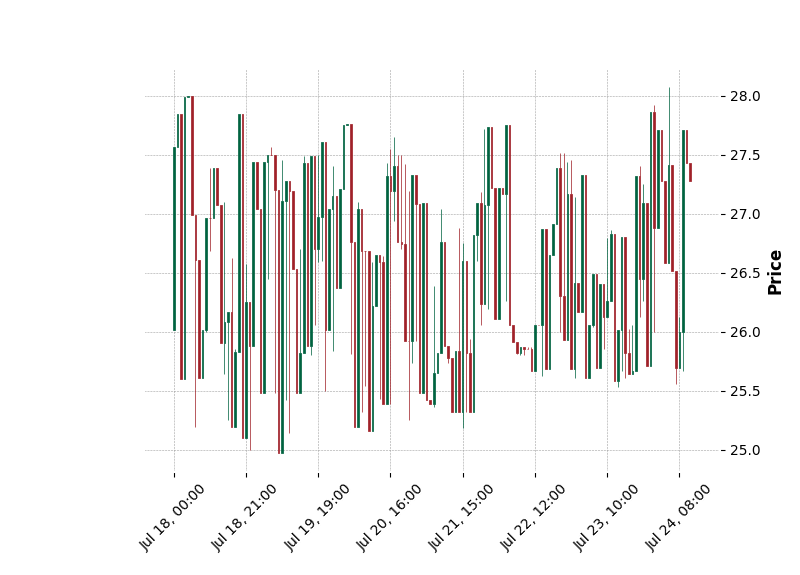 28.0
27.5
27.0
26.5
26.0
25.5
25.0
Price
Jul 18, 00:00
Jul 18, 21:00
Jul 19, 19:00
Jul 20, 16:00
Jul 21, 15:00
Jul 22, 12:00
Jul 23, 10:00
Jul 24, 08:00